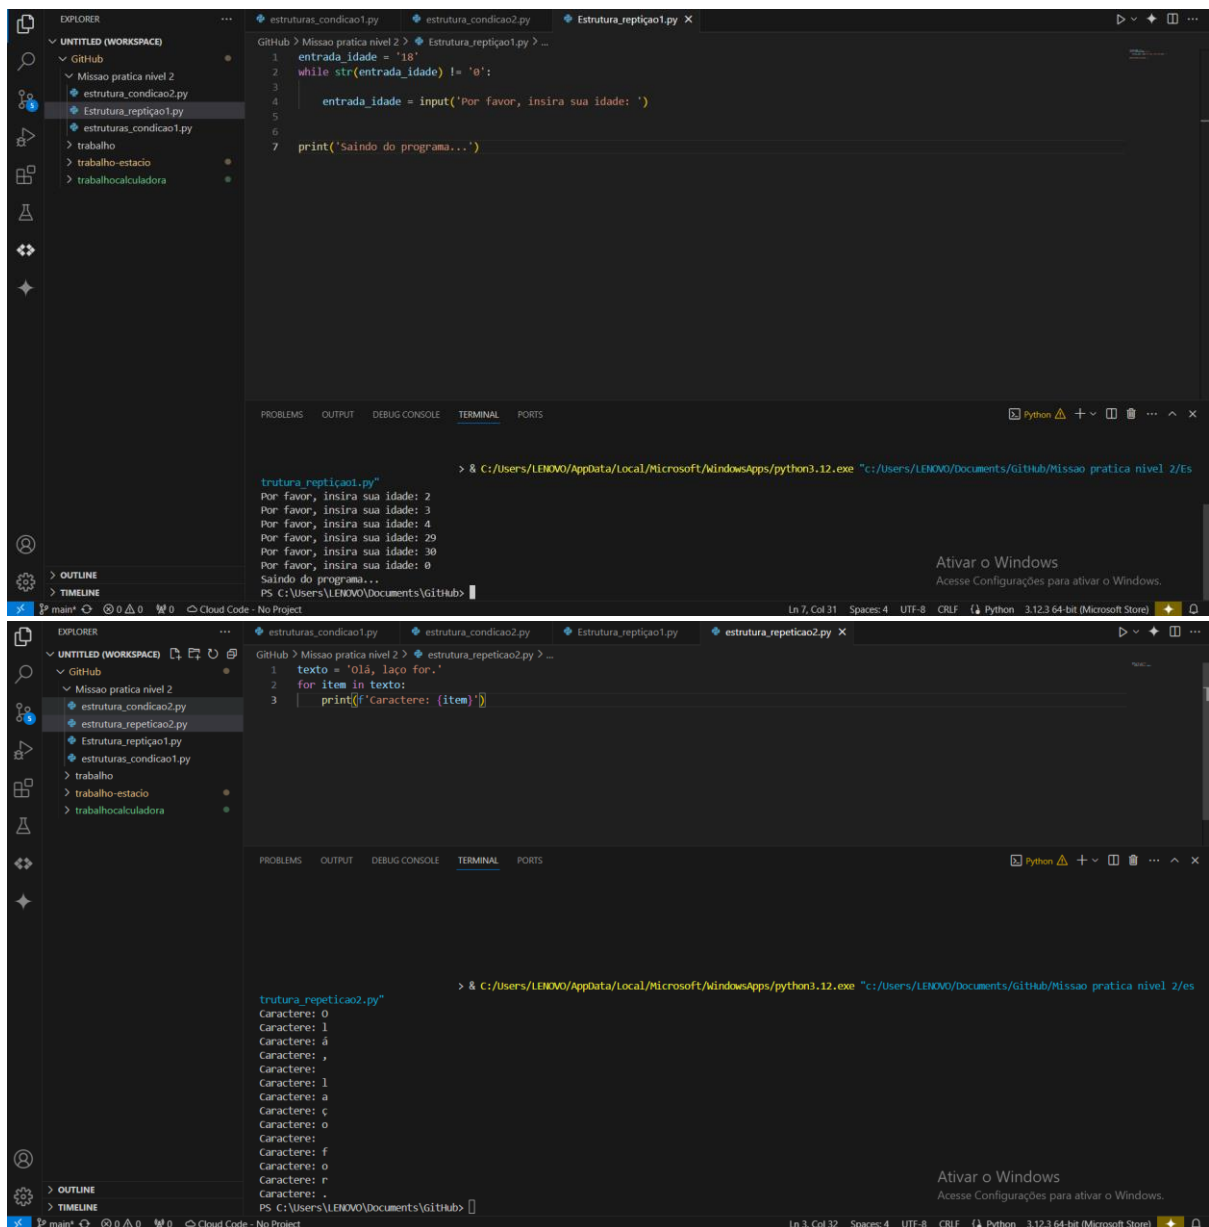 EXPLORER ···
estruturas_condicao1.py estrutura_condicao2.py Estrutura_reptiçao1.py ×
UNTITLED (WORKSPACE)
GitHub > Missao pratica nivel 2 > Estrutura_reptiçao1.py > ...
GitHub
Missao pratica nivel 2
estrutura_condicao2.py
Estrutura_reptiçao1.py
estruturas_condicao1.py
trabalho
trabalho-estacio
trabalhocalculadora
5
1 entrada_idade = '18'
2 while str(entrada_idade) != '0':
3
4 entrada_idade = input('Por favor, insira sua idade: ')
5
6
7 print('Saindo do programa...')
PROBLEMS OUTPUT DEBUG CONSOLE TERMINAL PORTS Python
> & C:/Users/LENOVO/AppData/Local/Microsoft/WindowsApps/python3.12.exe "c:/Users/LENOVO/Documents/GitHub/Missao pratica nivel 2/Es
trutura_reptiçao1.py"
Por favor, insira sua idade: 2
Por favor, insira sua idade: 3
Por favor, insira sua idade: 4
Por favor, insira sua idade: 29
Por favor, insira sua idade: 30
Por favor, insira sua idade: 0
Saindo do programa...
PS C:\Users\LENOVO\Documents\GitHub>
OUTLINE
TIMELINE
Ativar o Windows
Acesse Configurações para ativar o Windows.
main* 0 0 0 Cloud Code - No Project Ln 7, Col 31 Spaces: 4 UTF-8 CRLF Python 3.12.3 64-bit (Microsoft Store)
EXPLORER ···
estruturas_condicao1.py estrutura_condicao2.py Estrutura_reptiçao1.py estrutura_repeticao2.py ×
UNTITLED (WORKSPACE)
GitHub > Missao pratica nivel 2 > estrutura_repeticao2.py > ...
GitHub
Missao pratica nivel 2
estrutura_condicao2.py
estrutura_repeticao2.py
Estrutura_reptiçao1.py
estruturas_condicao1.py
trabalho
trabalho-estacio
trabalhocalculadora
5
1 texto = 'Olá, laço for.'
2 for item in texto:
3 print(f'Caractere: {item}')
PROBLEMS OUTPUT DEBUG CONSOLE TERMINAL PORTS Python
> & C:/Users/LENOVO/AppData/Local/Microsoft/WindowsApps/python3.12.exe "c:/Users/LENOVO/Documents/GitHub/Missao pratica nivel 2/es
trutura_repeticao2.py"
Caractere: O
Caractere: l
Caractere: á
Caractere: ,
Caractere:
Caractere: l
Caractere: a
Caractere: ç
Caractere: o
Caractere:
Caractere: f
Caractere: o
Caractere: r
Caractere: .
PS C:\Users\LENOVO\Documents\GitHub>
OUTLINE
TIMELINE
Ativar o Windows
Acesse Configurações para ativar o Windows.
main* 0 0 0 Cloud Code - No Project Ln 3, Col 32 Spaces: 4 UTF-8 CRLF Python 3.12.3 64-bit (Microsoft Store)